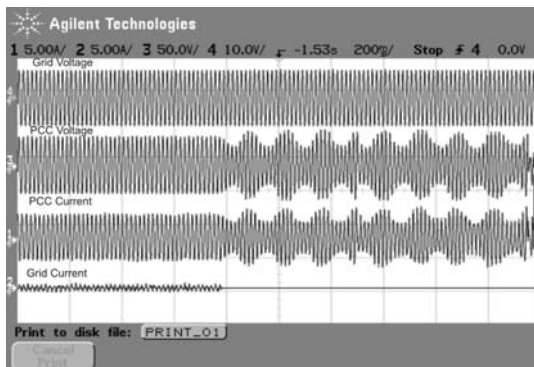 Agilent Technologies
1 5.00A/ 2 5.00A/ 3 50.0V/ 4 10.0V/ -1.53s 200㎳/ Stop 4 0.0V
Grid Voltage
PCC Voltage
PCC Current
Grid Current
Print to disk file: PRINT_01
Cancel
Print